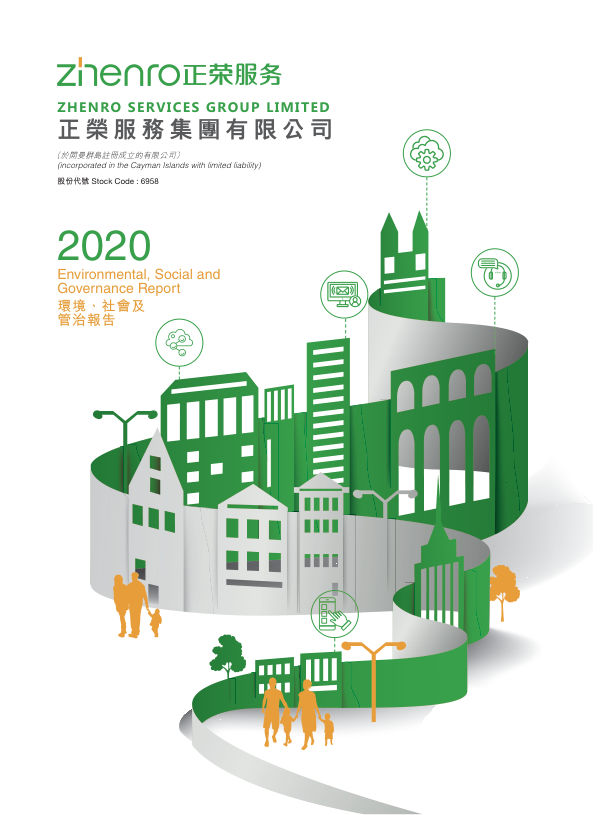 zhenro正荣服务
ZHENRO SERVICES GROUP LIMITED
正榮服務集團有限公司
(於開曼群島註冊成立的有限公司)
(incorporated in the Cayman Islands with limited liability)
股份代號 Stock Code : 6958
2020
Environmental, Social and
Governance Report
環境、社會及
管治報告